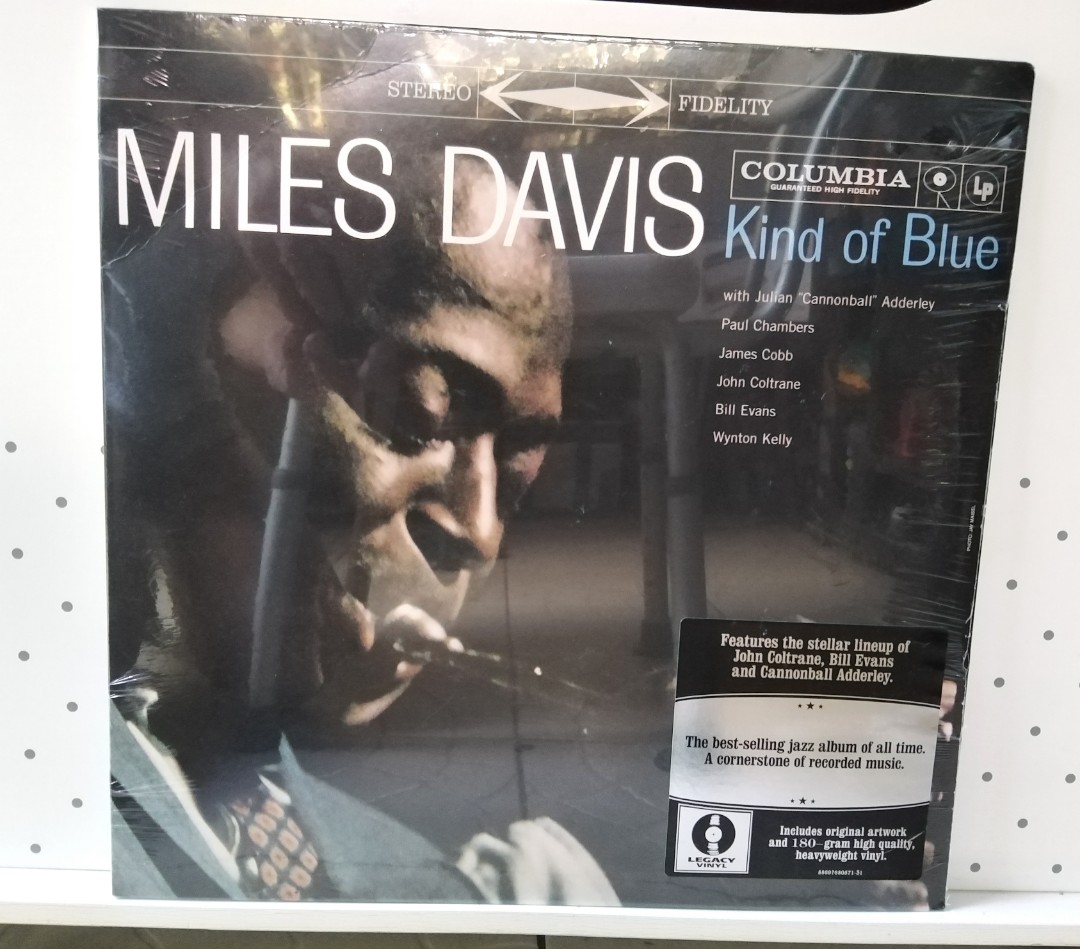 STEREO FIDELITY
MILES DAVIS
COLUMBIA
GUARANTEED HIGH FIDELITY
Lp
Kind of Blue
with Julian "Cannonball" Adderley
Paul Chambers
James Cobb
John Coltrane
Bill Evans
Wynton Kelly
PHOTO: JAY MAISEL
Features the stellar lineup of
John Coltrane, Bill Evans
and Cannonball Adderley.
The best-selling jazz album of all time.
A cornerstone of recorded music.
LEGACY
VINYL
Includes original artwork
and 180-gram high quality,
heavyweight vinyl.